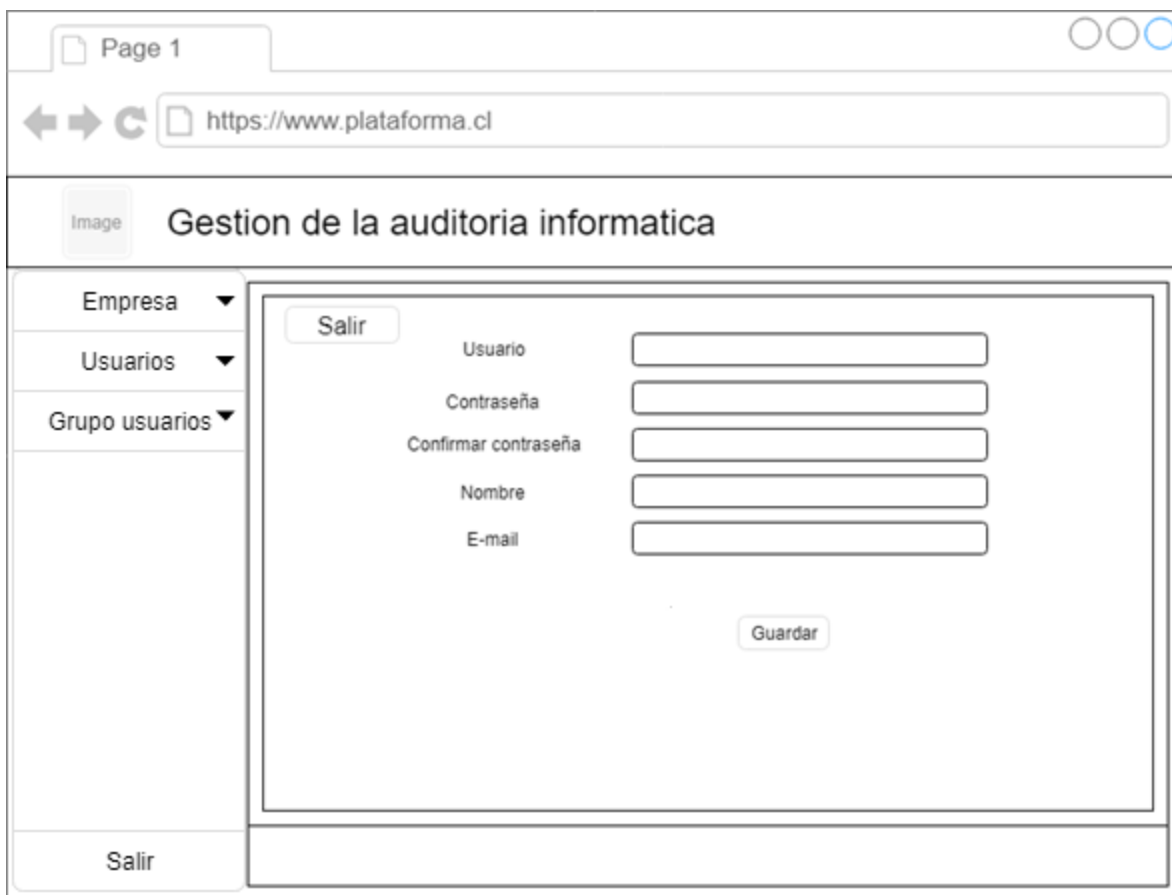 Page 1
https://www.plataforma.cl
Image
Gestion de la auditoria informatica
Empresa
Usuarios
Grupo usuarios
Salir
Salir
Usuario
Contraseña
Confirmar contraseña
Nombre
E-mail
Guardar